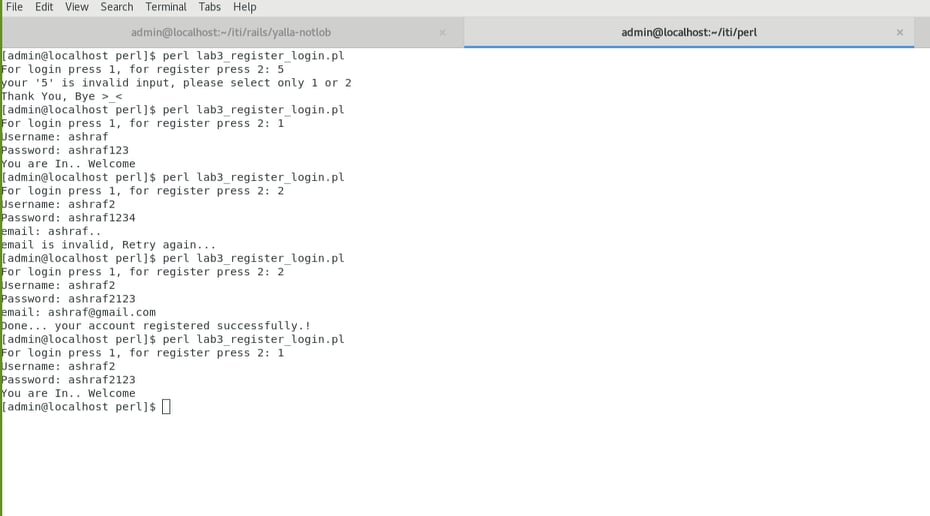 File Edit View Search Terminal Tabs Help
admin@localhost:~/iti/rails/yalla-notlob × admin@localhost:~/iti/perl ×
[admin@localhost perl]$ perl lab3_register_login.pl
For login press 1, for register press 2: 5
your '5' is invalid input, please select only 1 or 2
Thank You, Bye >_<
[admin@localhost perl]$ perl lab3_register_login.pl
For login press 1, for register press 2: 1
Username: ashraf
Password: ashraf123
You are In.. Welcome
[admin@localhost perl]$ perl lab3_register_login.pl
For login press 1, for register press 2: 2
Username: ashraf2
Password: ashraf1234
email: ashraf..
email is invalid, Retry again...
[admin@localhost perl]$ perl lab3_register_login.pl
For login press 1, for register press 2: 2
Username: ashraf2
Password: ashraf2123
email: ashraf@gmail.com
Done... your account registered successfully.!
[admin@localhost perl]$ perl lab3_register_login.pl
For login press 1, for register press 2: 1
Username: ashraf2
Password: ashraf2123
You are In.. Welcome
[admin@localhost perl]$